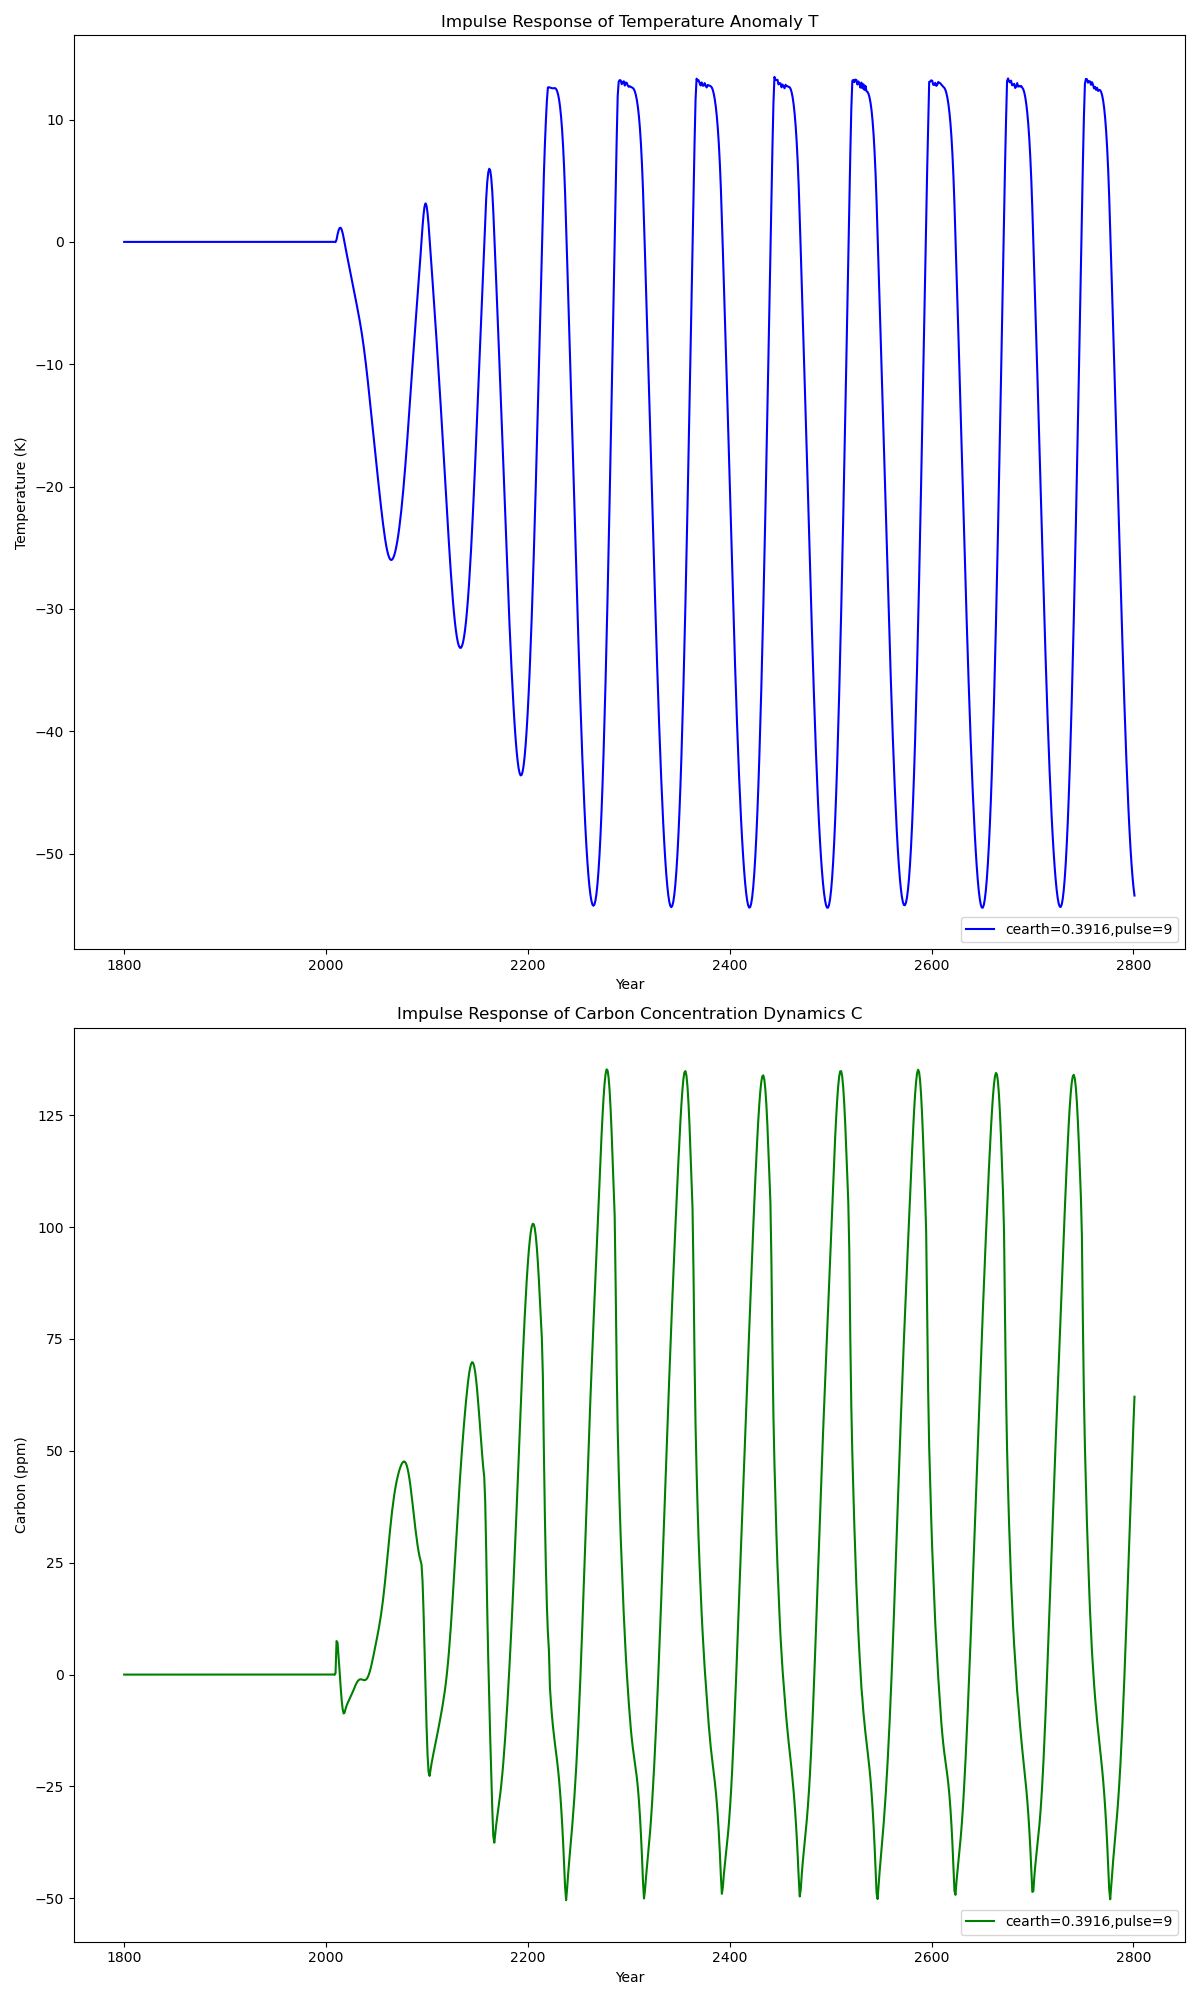 Impulse Response of Temperature Anomaly T
Temperature (K)
10
0
−10
−20
−30
−40
−50
cearth=0.3916,pulse=9
1800 2000 2200 2400 2600 2800
Year
Impulse Response of Carbon Concentration Dynamics C
Carbon (ppm)
125
100
75
50
25
0
−25
−50
cearth=0.3916,pulse=9
1800 2000 2200 2400 2600 2800
Year